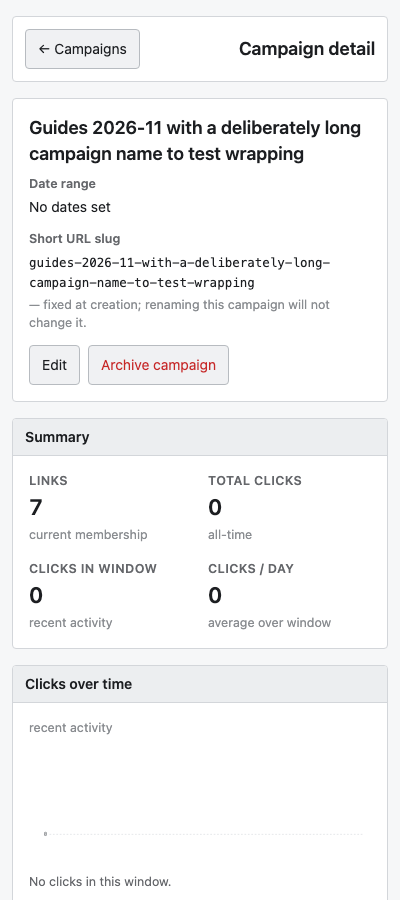 ← Campaigns
Campaign detail
Guides 2026-11 with a deliberately long
campaign name to test wrapping
Date range
No dates set
Short URL slug
guides-2026-11-with-a-deliberately-long-
campaign-name-to-test-wrapping
— fixed at creation; renaming this campaign will not
change it.
Edit
Archive campaign
Summary
LINKS
7
current membership
TOTAL CLICKS
0
all-time
CLICKS IN WINDOW
0
recent activity
CLICKS / DAY
0
average over window
Clicks over time
recent activity
No clicks in this window.